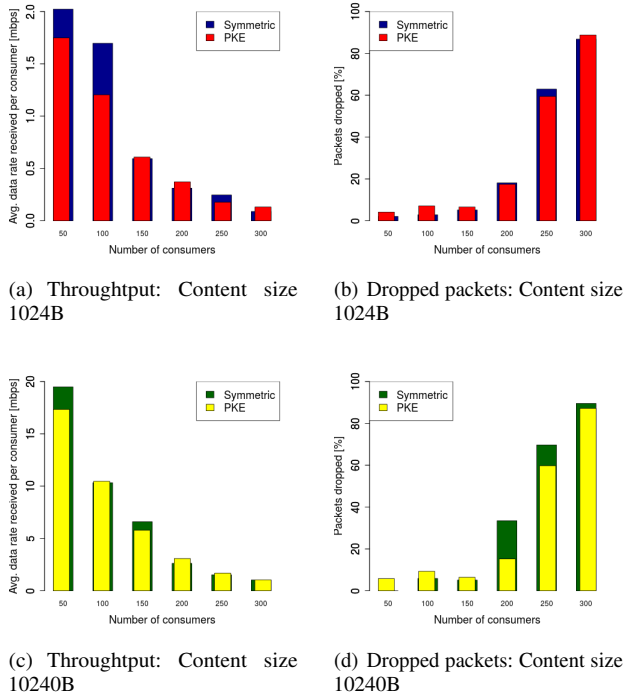 Avg. data rate received per consumer [mbps]
0.0 0.5 1.0 1.5 2.0
Symmetric
PKE
50 100 150 200 250 300
Number of consumers
Packets dropped [%]
0 20 40 60 80 100
Symmetric
PKE
50 100 150 200 250 300
Number of consumers
(a) Throughtput: Content size
1024B
(b) Dropped packets: Content size
1024B
Avg. data rate received per consumer [mbps]
0 5 10 15 20
Symmetric
PKE
50 100 150 200 250 300
Number of consumers
Packets dropped [%]
0 20 40 60 80 100
Symmetric
PKE
50 100 150 200 250 300
Number of consumers
(c) Throughtput: Content size
10240B
(d) Dropped packets: Content size
10240B